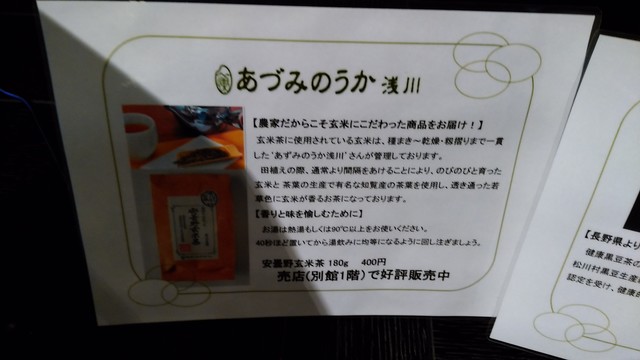 あづみのうか 浅川
【農家だからこそ玄米にこだわった商品をお届け！】
玄米茶に使用されている玄米は、種まき～乾燥・籾摺りまで一貫
した‘あずみのうか浅川’さんが管理しております。
田植えの際、通常より間隔をあけることにより、のびのびと育った
玄米と 茶葉の生産で有名な知覧産の茶葉を使用し、透き通った若
草色に玄米が香るお茶になっております。
【香りと味を愉しむために】
お湯は熱湯もしくは90℃以上をお使いください。
40秒ほど置いてから湯飲みに均等になるように回し注ぎましょう。
安曇野玄米茶 180g 400円
売店(別館1階)で好評販売中
【長野県より
健康黒豆茶の
松川村黒豆生産
認定を受け、健康